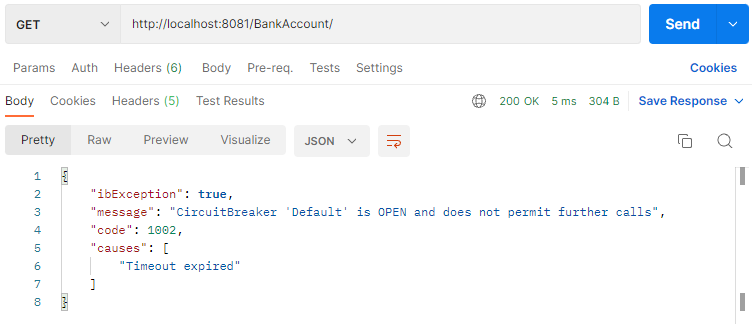 GET http://localhost:8081/BankAccount/ Send
Params Auth Headers (6) Body Pre-req. Tests Settings Cookies
Body Cookies Headers (5) Test Results 200 OK 5 ms 304 B Save Response
Pretty Raw Preview Visualize JSON
1 {
2 "ibException": true,
3 "message": "CircuitBreaker 'Default' is OPEN and does not permit further calls",
4 "code": 1002,
5 "causes": [
6 "Timeout expired"
7 ]
8 }